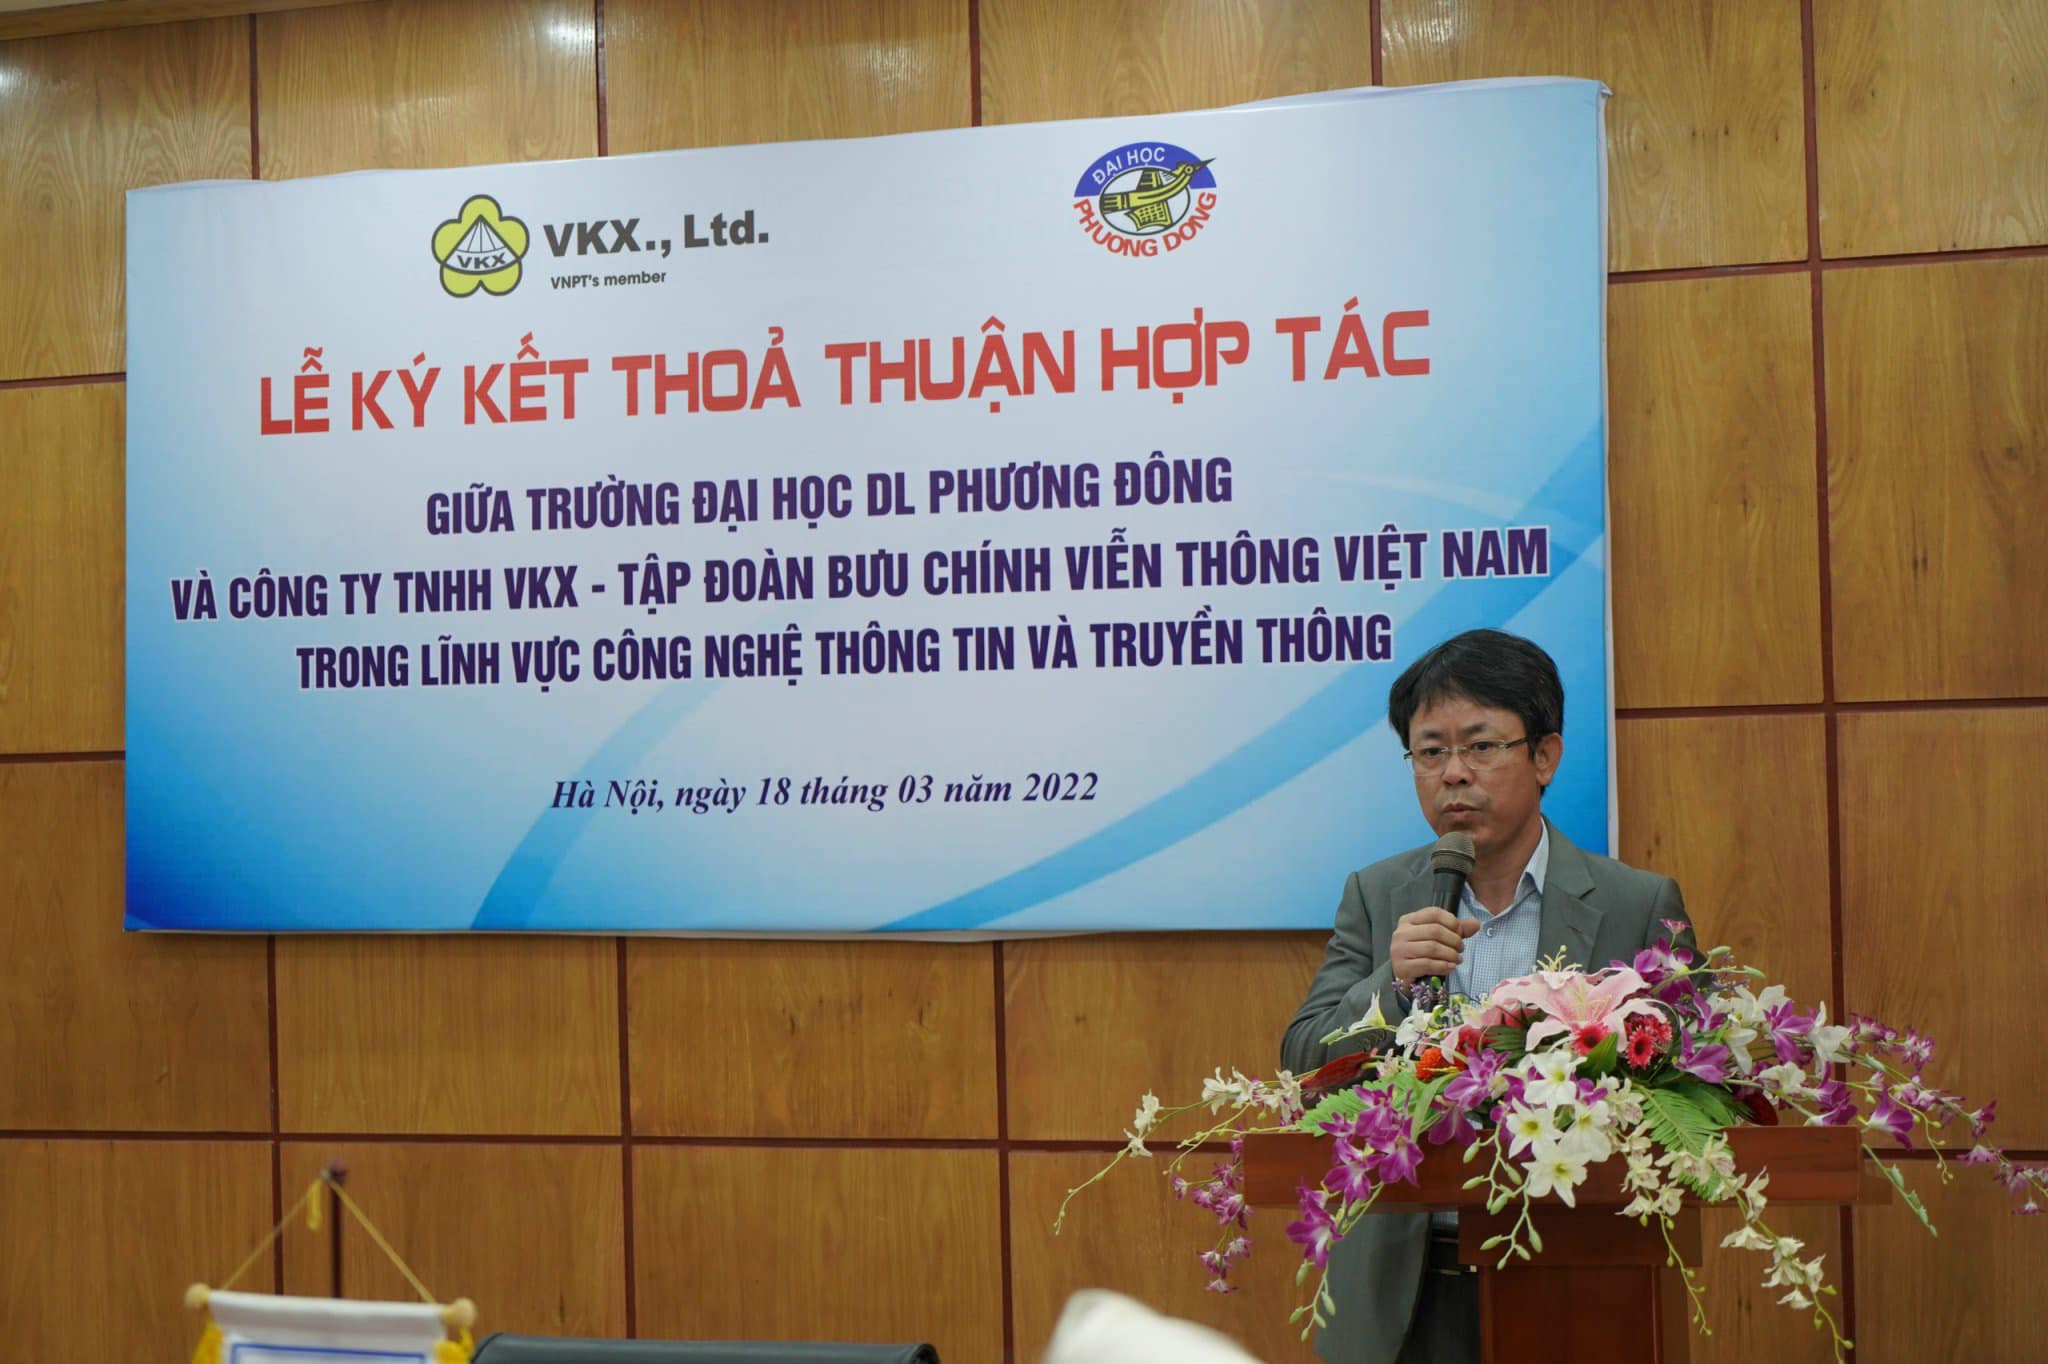 VKX
VKX., Ltd.
VNPT's member
ĐẠI HỌC
PHƯƠNG ĐÔNG
LỄ KÝ KẾT THOẢ THUẬN HỢP TÁC
GIỮA TRƯỜNG ĐẠI HỌC DL PHƯƠNG ĐÔNG
VÀ CÔNG TY TNHH VKX - TẬP ĐOÀN BƯU CHÍNH VIỄN THÔNG VIỆT NAM
TRONG LĨNH VỰC CÔNG NGHỆ THÔNG TIN VÀ TRUYỀN THÔNG
Hà Nội, ngày 18 tháng 03 năm 2022